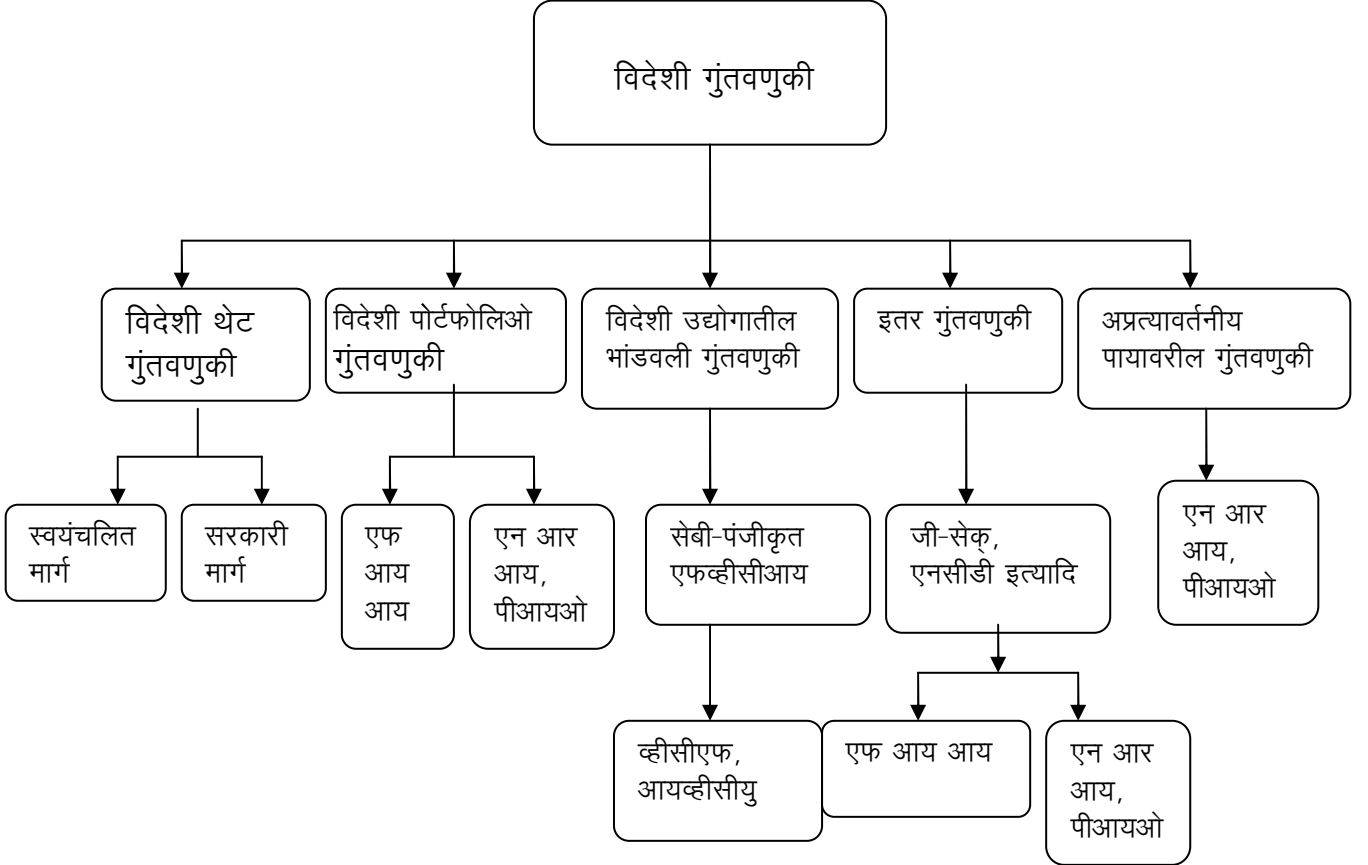 विदेशी गुंतवणुकी
विदेशी थेट
गुंतवणुकी
विदेशी पोर्टफोलिओ
गुंतवणुकी
विदेशी उद्योगातील
भांडवली गुंतवणुकी
इतर गुंतवणुकी
अप्रत्यावर्तनीय
पायावरील गुंतवणुकी
स्वयंचलित
मार्ग
सरकारी
मार्ग
एफ
आय
आय
एन आर
आय,
पीआयओ
सेबी-पंजीकृत
एफव्हीसीआय
जी-सेक्,
एनसीडी इत्यादि
एन आर
आय,
पीआयओ
व्हीसीएफ,
आयव्हीसीयु
एफ आय आय
एन आर
आय,
पीआयओ